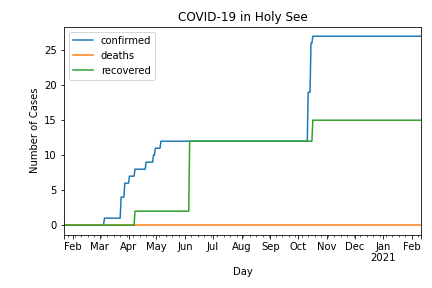 COVID-19 in Holy See
confirmed
deaths
recovered
Number of Cases
25
20
15
10
5
0
Feb Mar Apr May Jun Jul Aug Sep Oct Nov Dec Jan Feb
2021
Day